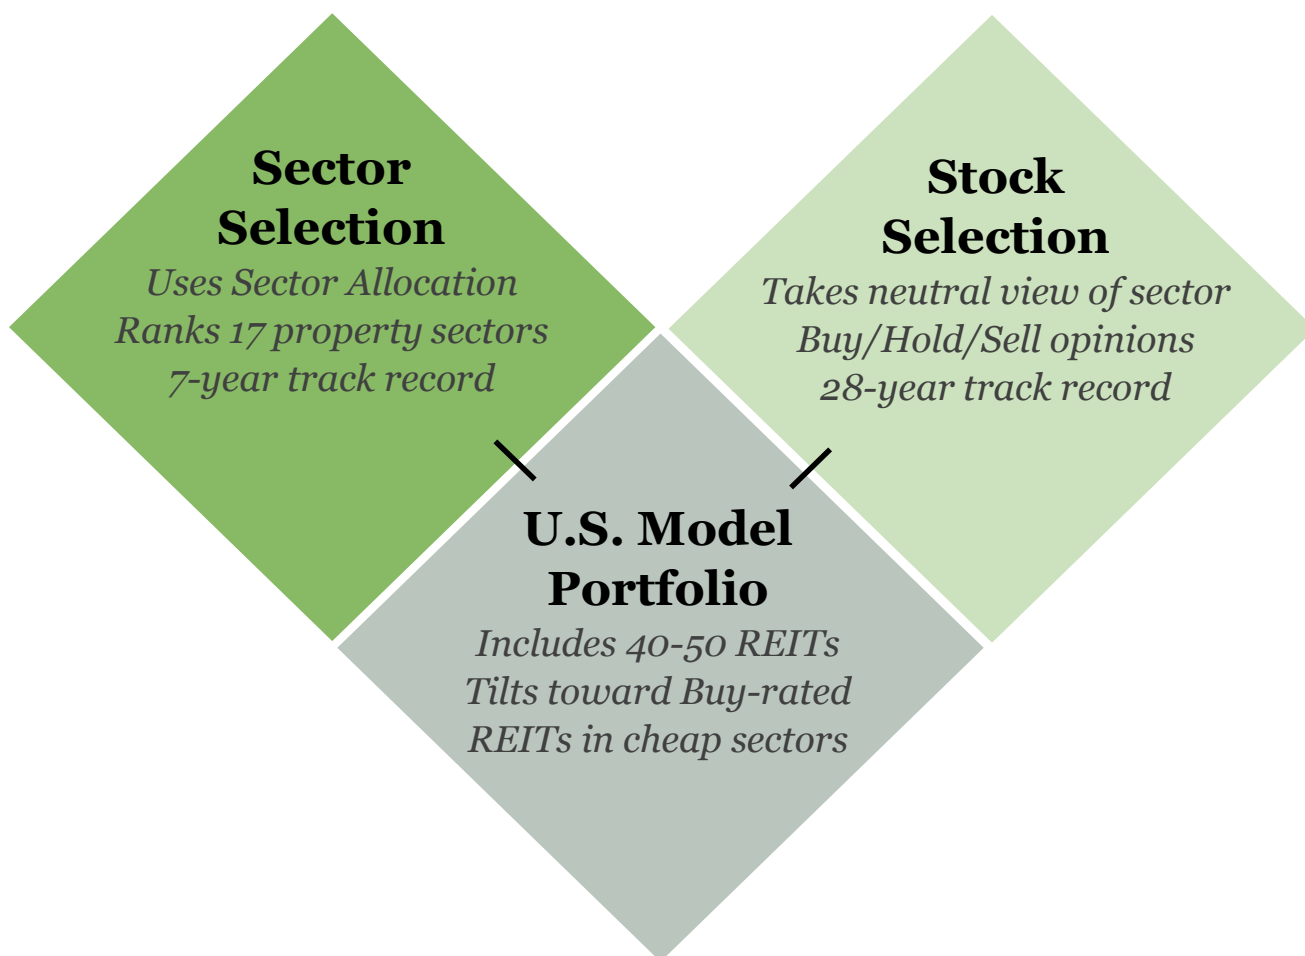 Sector
Selection
Uses Sector Allocation
Ranks 17 property sectors
7-year track record
Stock
Selection
Takes neutral view of sector
Buy/Hold/Sell opinions
28-year track record
U.S. Model
Portfolio
Includes 40-50 REITs
Tilts toward Buy-rated
REITs in cheap sectors